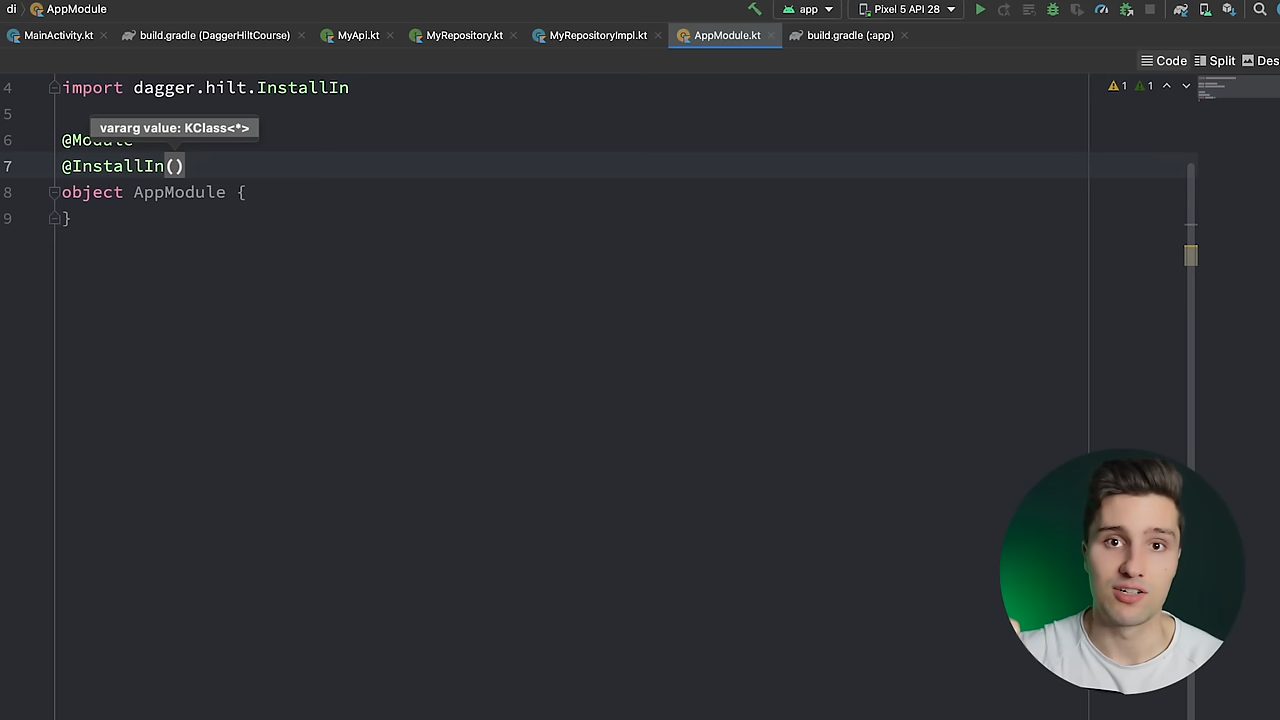 di AppModule app Pixel 5 API 28
MainActivity.kt build.gradle (DaggerHiltCourse) MyApi.kt MyRepository.kt MyRepositoryImpl.kt AppModule.kt build.gradle (:app)
Code Split Des
4 import dagger.hilt.InstallIn 1 1
5
vararg value: KClass<*>
6 @Module
7 @InstallIn()
8 object AppModule {
9 }